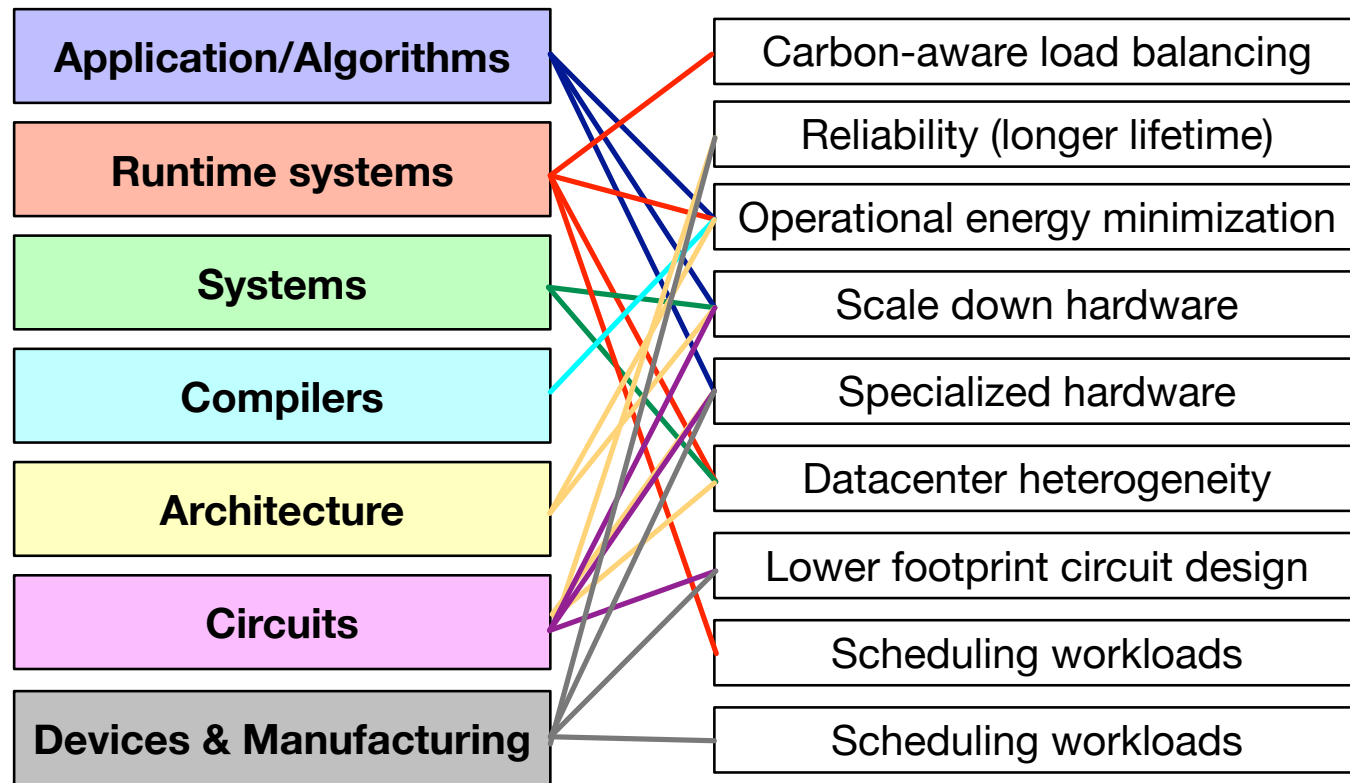 Application/Algorithms
Runtime systems
Systems
Compilers
Architecture
Circuits
Devices & Manufacturing
Carbon-aware load balancing
Reliability (longer lifetime)
Operational energy minimization
Scale down hardware
Specialized hardware
Datacenter heterogeneity
Lower footprint circuit design
Scheduling workloads
Scheduling workloads